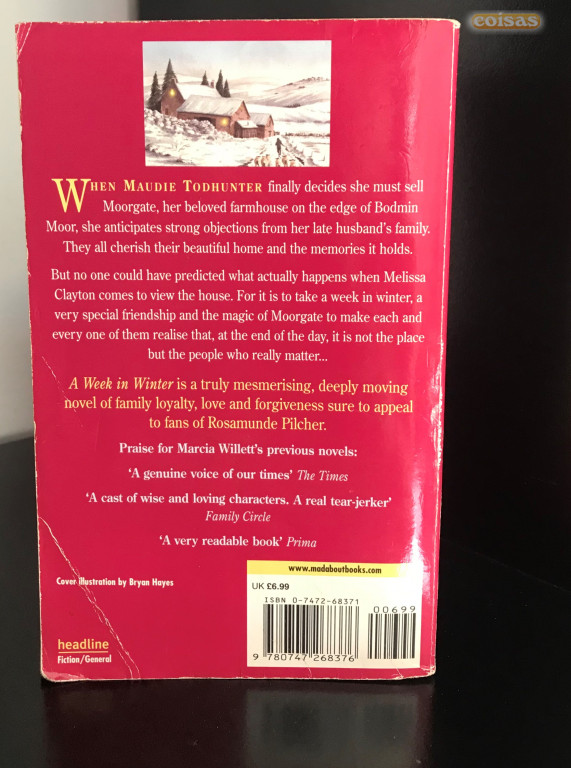 eoisas
WHEN MAUDIE TODHUNTER finally decides she must sell
Moorgate, her beloved farmhouse on the edge of Bodmin
Moor, she anticipates strong objections from her late husband's family.
They all cherish their beautiful home and the memories it holds.
But no one could have predicted what actually happens when Melissa
Clayton comes to view the house. For it is to take a week in winter, a
very special friendship and the magic of Moorgate to make each and
every one of them realise that, at the end of the day, it is not the place
but the people who really matter...
A Week in Winter is a truly mesmerising, deeply moving
novel of family loyalty, love and forgiveness sure to appeal
to fans of Rosamunde Pilcher.
Praise for Marcia Willett's previous novels:
'A genuine voice of our times' The Times
'A cast of wise and loving characters. A real tear-jerker'
Family Circle
'A very readable book' Prima
www.madaboutbooks.com
Cover illustration by Bryan Hayes
UK £6.99
ISBN 0-7472-6837-1
00699
9 780747 268376
headline
Fiction/General